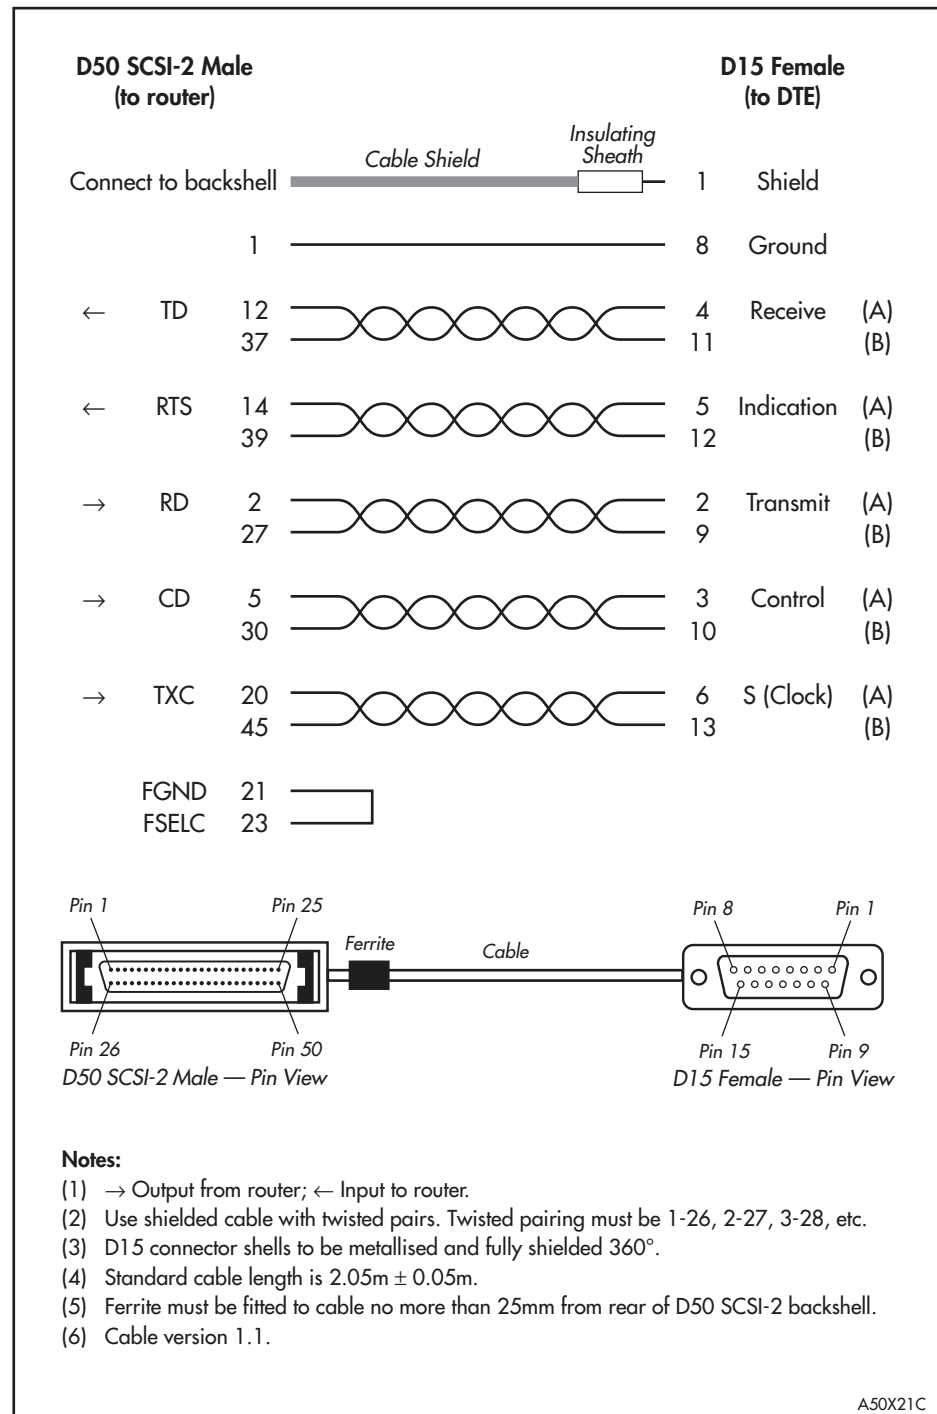 D50 SCSI-2 Male
(to router)
D15 Female
(to DTE)
Cable Shield
Insulating
Sheath
Connect to backshell 1 Shield
1 8 Ground
← TD 12 4 Receive (A)
37 11 (B)
← RTS 14 5 Indication (A)
39 12 (B)
→ RD 2 2 Transmit (A)
27 9 (B)
→ CD 5 3 Control (A)
30 10 (B)
→ TXC 20 6 S (Clock) (A)
45 13 (B)
FGND 21
FSELC 23
Pin 1 Pin 25 Pin 8 Pin 1
Ferrite Cable
Pin 26 Pin 50 Pin 15 Pin 9
D50 SCSI-2 Male — Pin View D15 Female — Pin View
Notes:
(1) → Output from router; ← Input to router.
(2) Use shielded cable with twisted pairs. Twisted pairing must be 1-26, 2-27, 3-28, etc.
(3) D15 connector shells to be metallised and fully shielded 360°.
(4) Standard cable length is 2.05m ± 0.05m.
(5) Ferrite must be fitted to cable no more than 25mm from rear of D50 SCSI-2 backshell.
(6) Cable version 1.1.
A50X21C